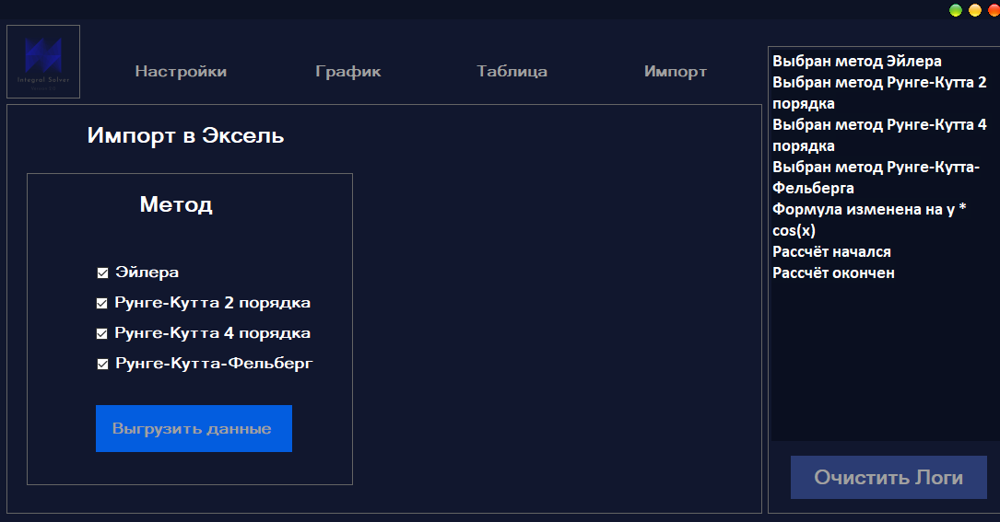 Integral Solver
Настройки
График
Таблица
Импорт
Импорт в Эксель
Метод
Эйлера
Рунге-Кутта 2 порядка
Рунге-Кутта 4 порядка
Рунге-Кутта-Фельберг
Выгрузить данные
Выбран метод Эйлера
Выбран метод Рунге-Кутта 2
порядка
Выбран метод Рунге-Кутта 4
порядка
Выбран метод Рунге-Кутта-
Фельберга
Формула изменена на y *
cos(x)
Рассчёт начался
Рассчёт окончен
Очистить Логи